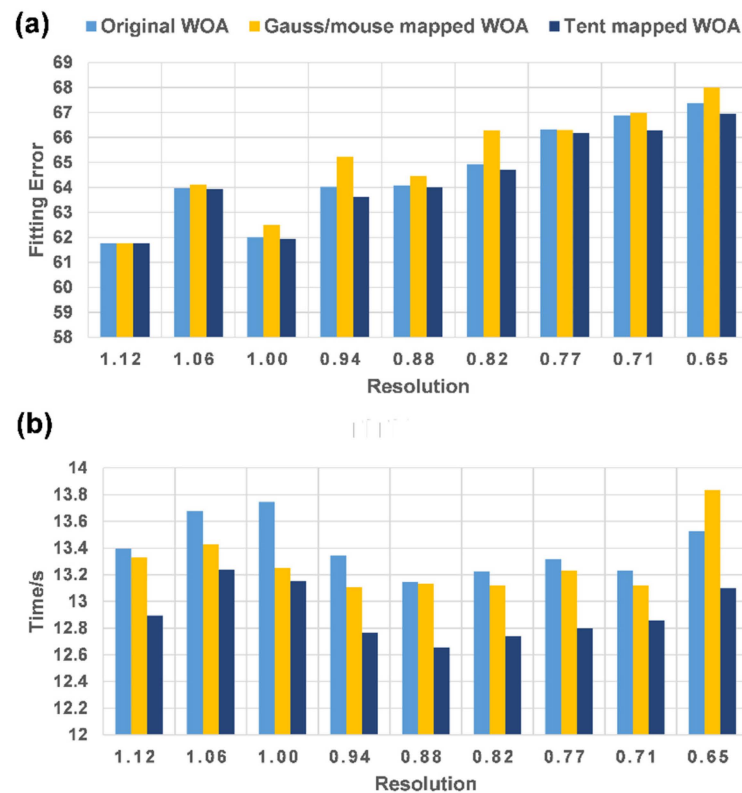 (a)
Original WOA Gauss/mouse mapped WOA Tent mapped WOA
69
68
67
66
65
64
63
62
61
60
59
58
Fitting Error
1.12 1.06 1.00 0.94 0.88 0.82 0.77 0.71 0.65
Resolution
(b)
14
13.8
13.6
13.4
13.2
13
12.8
12.6
12.4
12.2
12
Time/s
1.12 1.06 1.00 0.94 0.88 0.82 0.77 0.71 0.65
Resolution